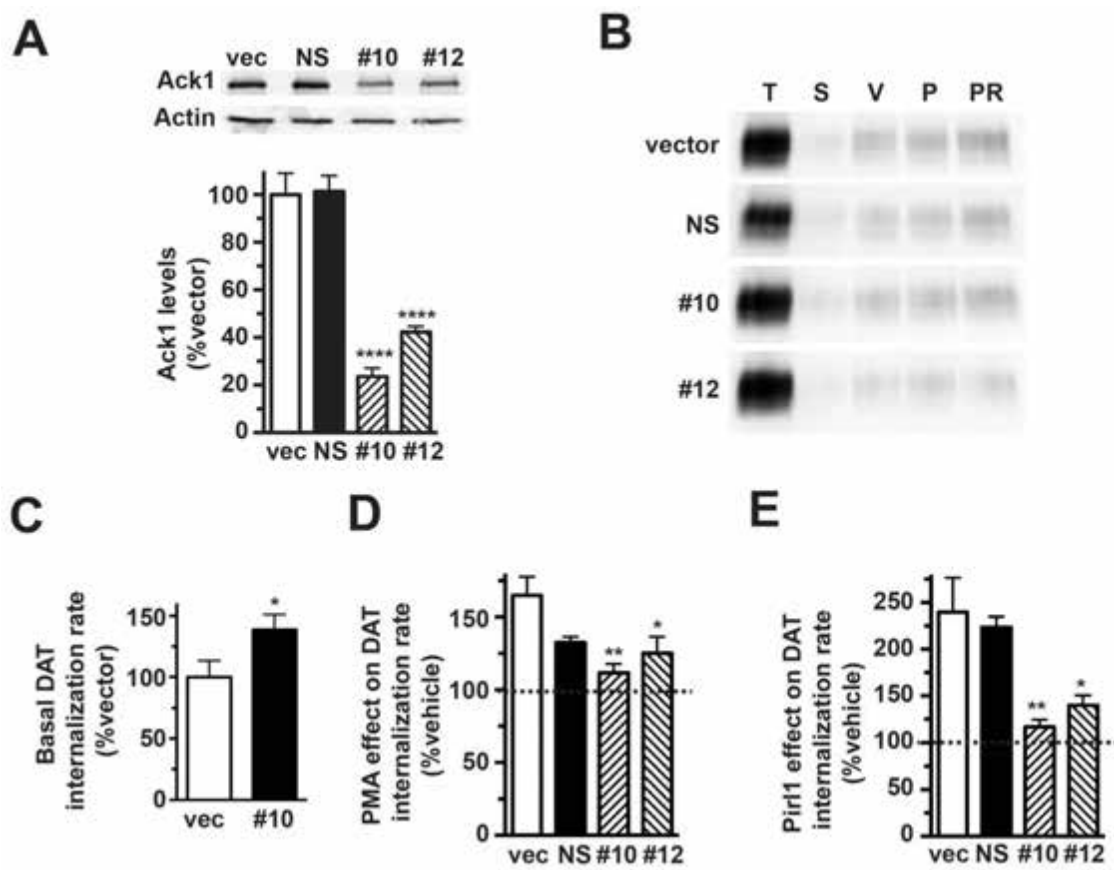 A
vec NS #10 #12
Ack1
Actin
Ack1 levels
(%vector)
100
80
60
40
20
0
****
****
vec NS #10 #12
B
T S V P PR
vector
NS
#10
#12
C
Basal DAT
internalization rate
(%vector)
150
100
50
0
*
vec #10
D
PMA effect on DAT
internalization rate
(%vehicle)
150
100
50
0
**
*
vec NS #10 #12
E
Pirl1 effect on DAT
internalization rate
(%vehicle)
250
200
150
100
50
0
**
*
vec NS #10 #12